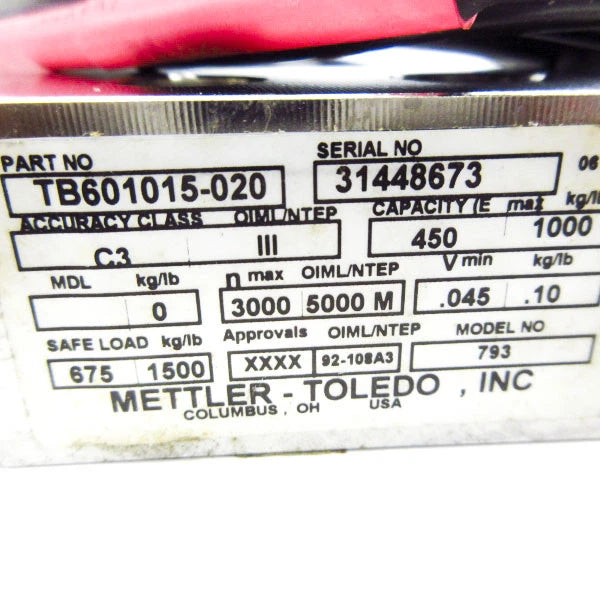 PART NO SERIAL NO 06
TB601015-020 31448673
ACCURACY CLASS OIML/NTEP CAPACITY (E max kg/l
C3 III 450 1000
MDL kg/lb n max OIML/NTEP V min kg/lb
0 3000 5000 M .045 .10
SAFE LOAD kg/lb Approvals OIML/NTEP MODEL NO
675 1500 XXXX 92-108A3 793
METTLER - TOLEDO , INC
COLUMBUS , OH USA